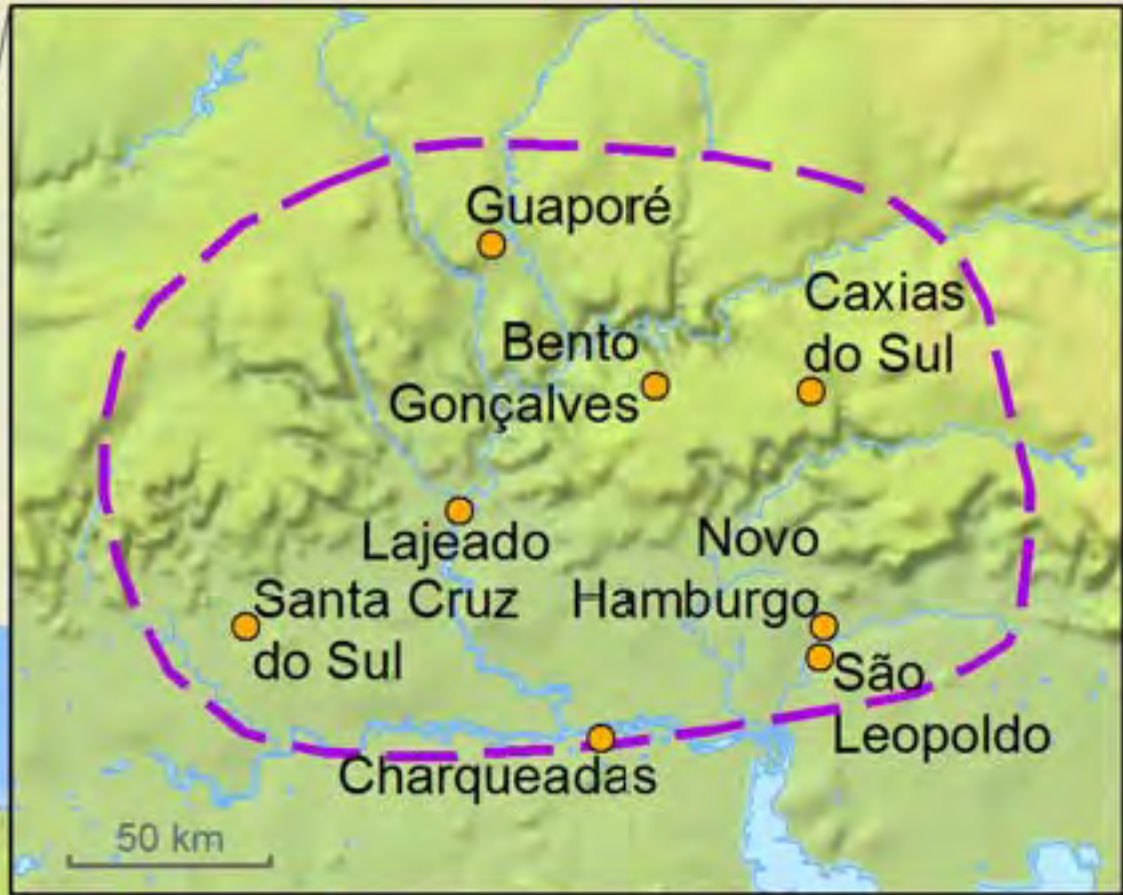 Guaporé
Caxias
do Sul
Bento
Gonçalves
Lajeado
Novo
Hamburgo
Santa Cruz
do Sul
São
Leopoldo
Charqueadas
50 km